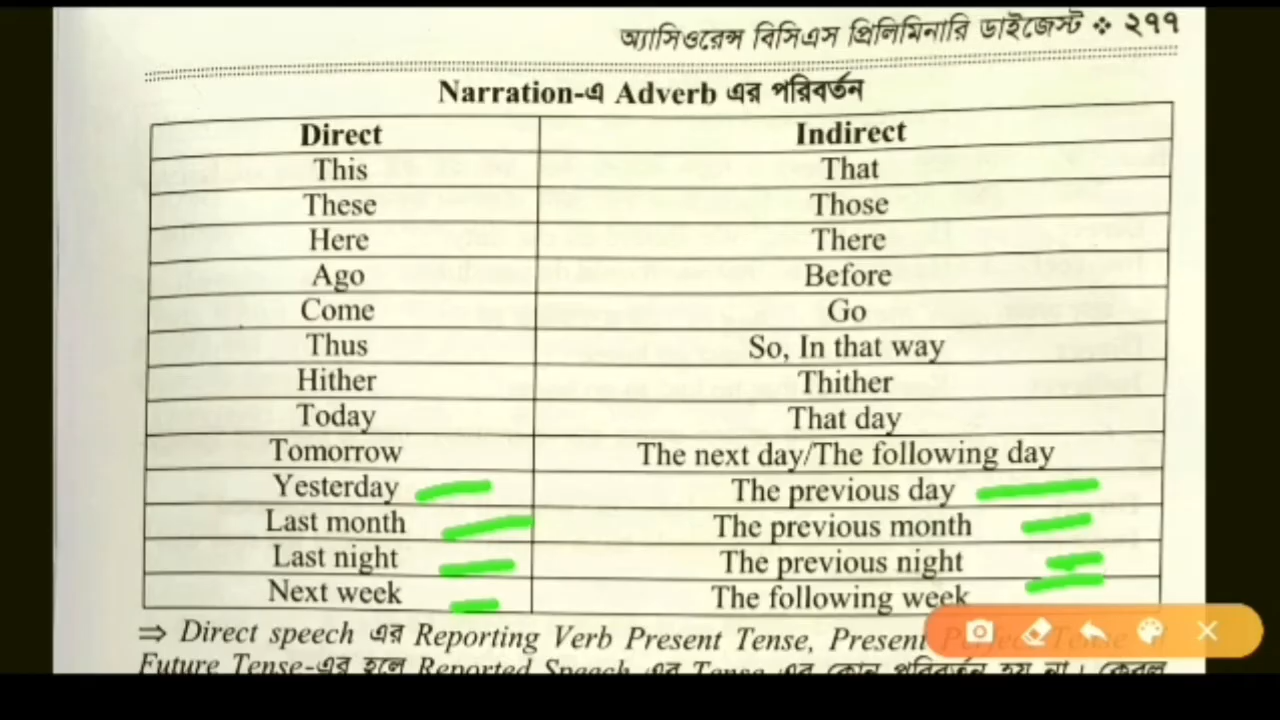 অ্যাসিওরেন্স বিসিএস প্রিলিমিনারি ডাইজেস্ট ❖ ২৭৭
Narration-এ Adverb এর পরিবর্তন
Direct Indirect
This That
These Those
Here There
Ago Before
Come Go
Thus So, In that way
Hither Thither
Today That day
Tomorrow The next day/The following day
Yesterday The previous day
Last month The previous month
Last night The previous night
Next week The following week
⇒ Direct speech এর Reporting Verb Present Tense, Present Perfect Tense
Future Tense-এর হলে Reported Speech এর Tense এর কোন পরিবর্তন হয় না। কেবল